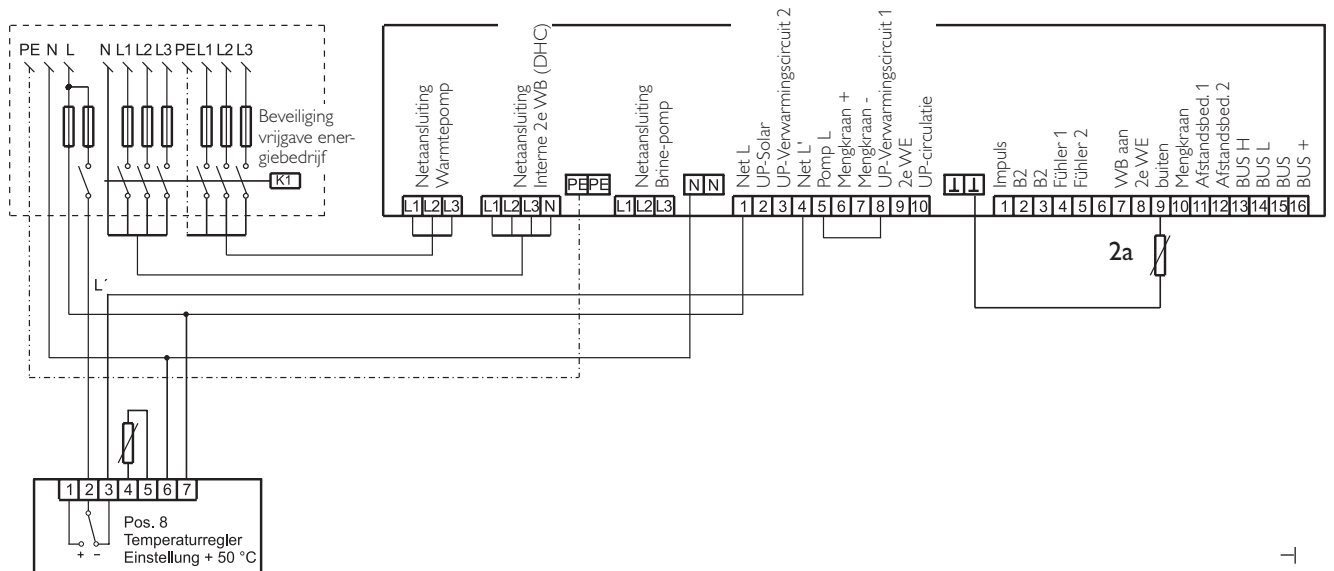 PE N L N L1 L2 L3 PE L1 L2 L3
Beveiliging
vrijgave ener-
giebedrijf
K1
L´
Netaansluiting
Warmtepomp
L1 L2 L3
Netaansluiting
Interne 2e WB (DHC)
L1 L2 L3 N
PE PE
Netaansluiting
Brine-pomp
L1 L2 L3
N N
Net L
UP-Solar
UP-Verwarmingscircuit 2
Net L'
Pomp L
Mengkraan +
Mengkraan -
UP-Verwarmingscircuit 1
2e WE
UP-circulatie
1 2 3 4 5 6 7 8 9 10
Impuls
B2
B2
Fühler 1
Fühler 2
WB aan
2e WE
buiten
Mengkraan
Afstandsbed. 1
Afstandsbed. 2
BUS H
BUS L
BUS
BUS +
1 2 3 4 5 6 7 8 9 10 11 12 13 14 15 16
2a
1 2 3 4 5 6 7
Pos. 8
Temperaturregler
Einstellung + 50 °C
+ -